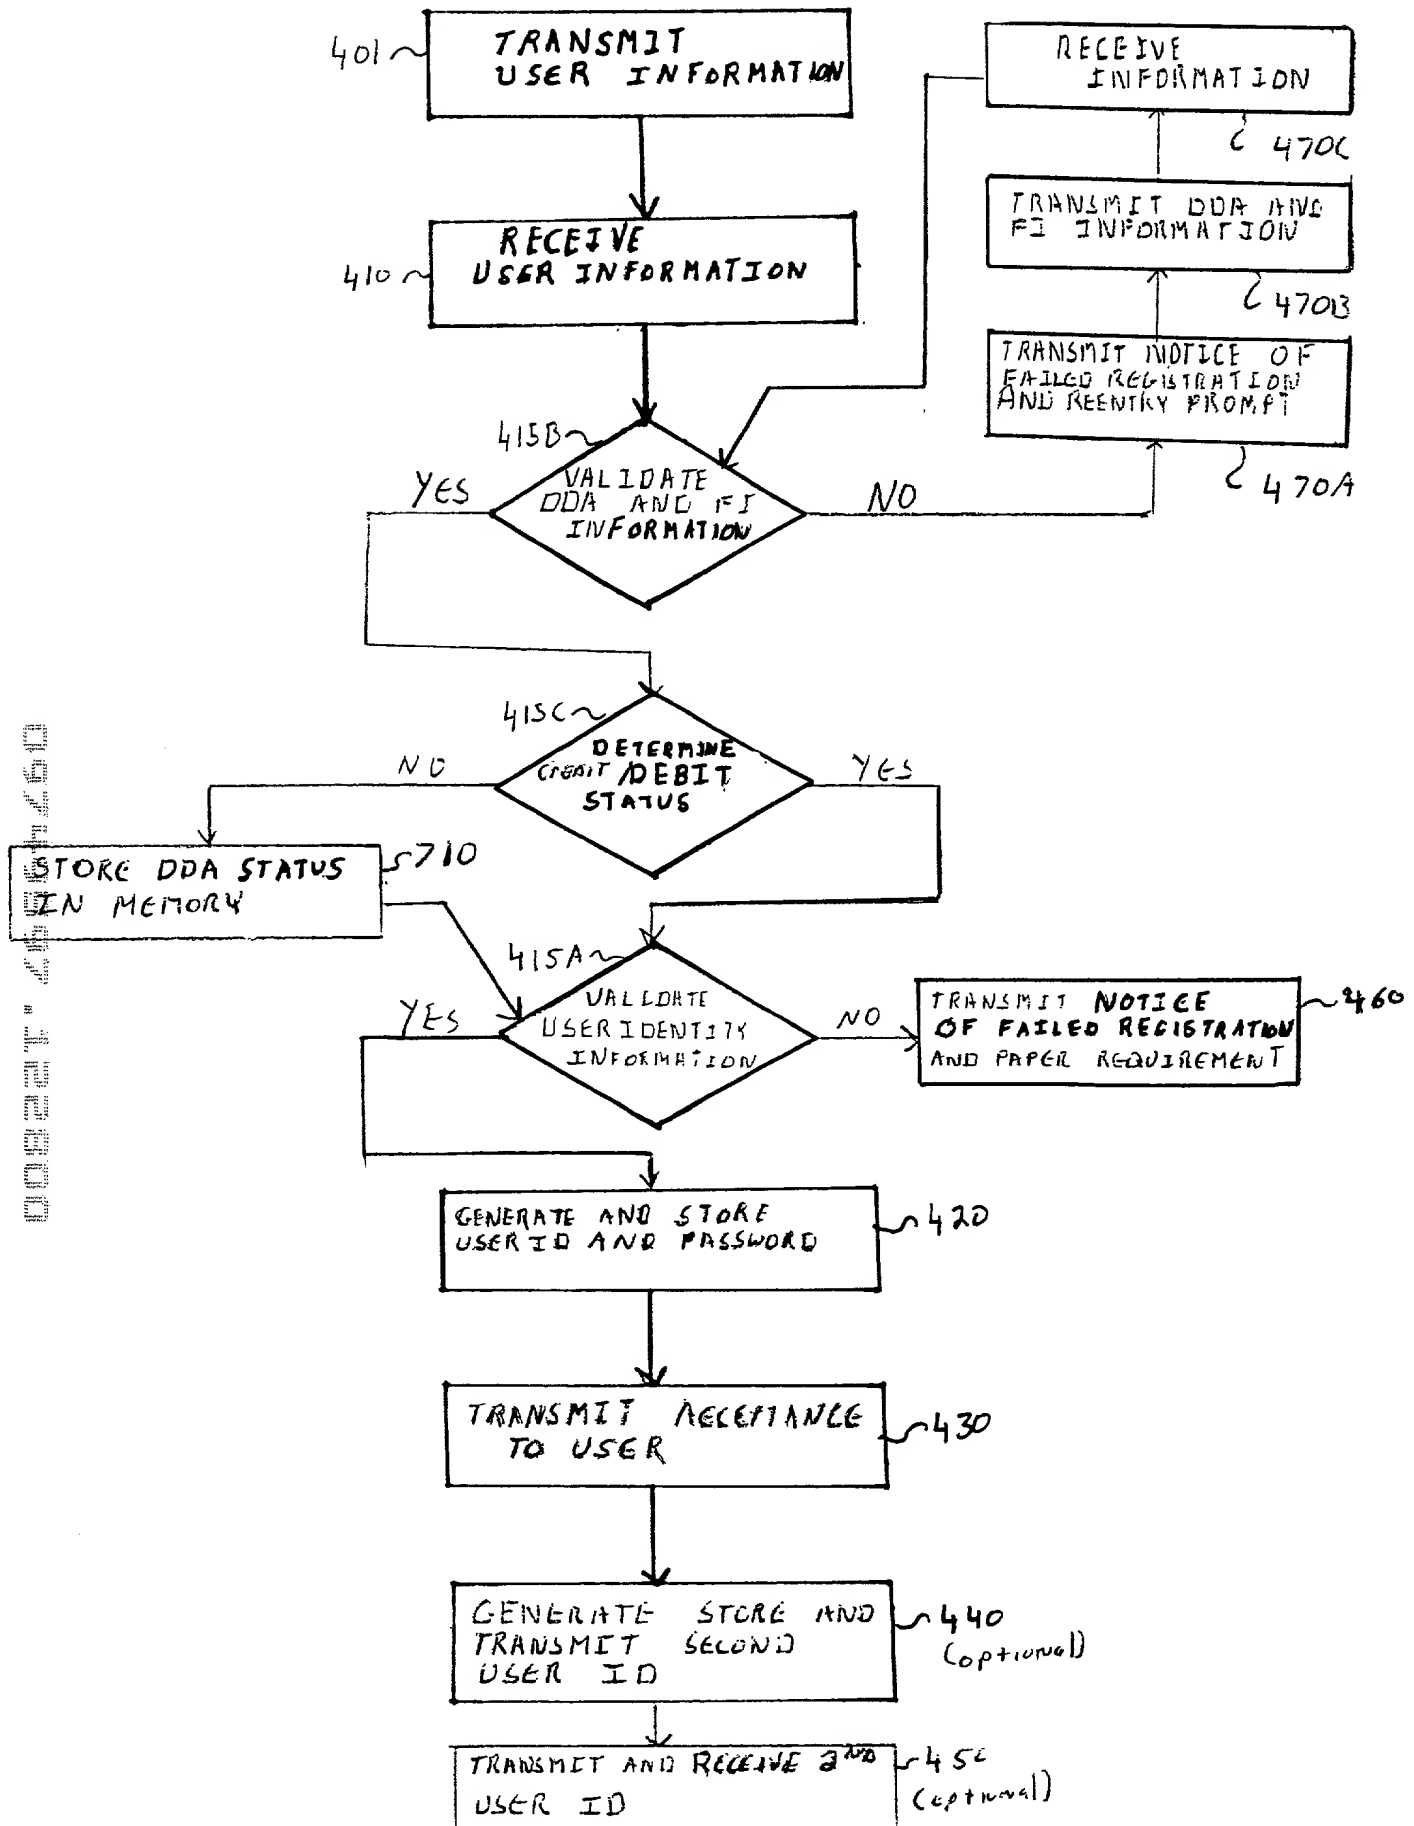 401
TRANSMIT
USER INFORMATION
RECEIVE
INFORMATION
470C
TRANSMIT DDA AND
FI INFORMATION
470B
TRANSMIT NOTICE OF
FAILED REGISTRATION
AND REENTRY PROMPT
470A
410
RECEIVE
USER INFORMATION
415B
YES
VALIDATE
DDA AND FI
INFORMATION
NO
415C
NO
DETERMINE
CREDIT/DEBIT
STATUS
YES
STORE DDA STATUS
IN MEMORY
710
415A
YES
VALIDATE
USER IDENTITY
INFORMATION
NO
TRANSMIT NOTICE
OF FAILED REGISTRATION
AND PAPER REQUIREMENT
460
GENERATE AND STORE
USER ID AND PASSWORD
420
TRANSMIT ACCEPTANCE
TO USER
430
GENERATE STORE AND
TRANSMIT SECOND
USER ID
440
(optional)
TRANSMIT AND RECEIVE 2ND
USER ID
(optional)